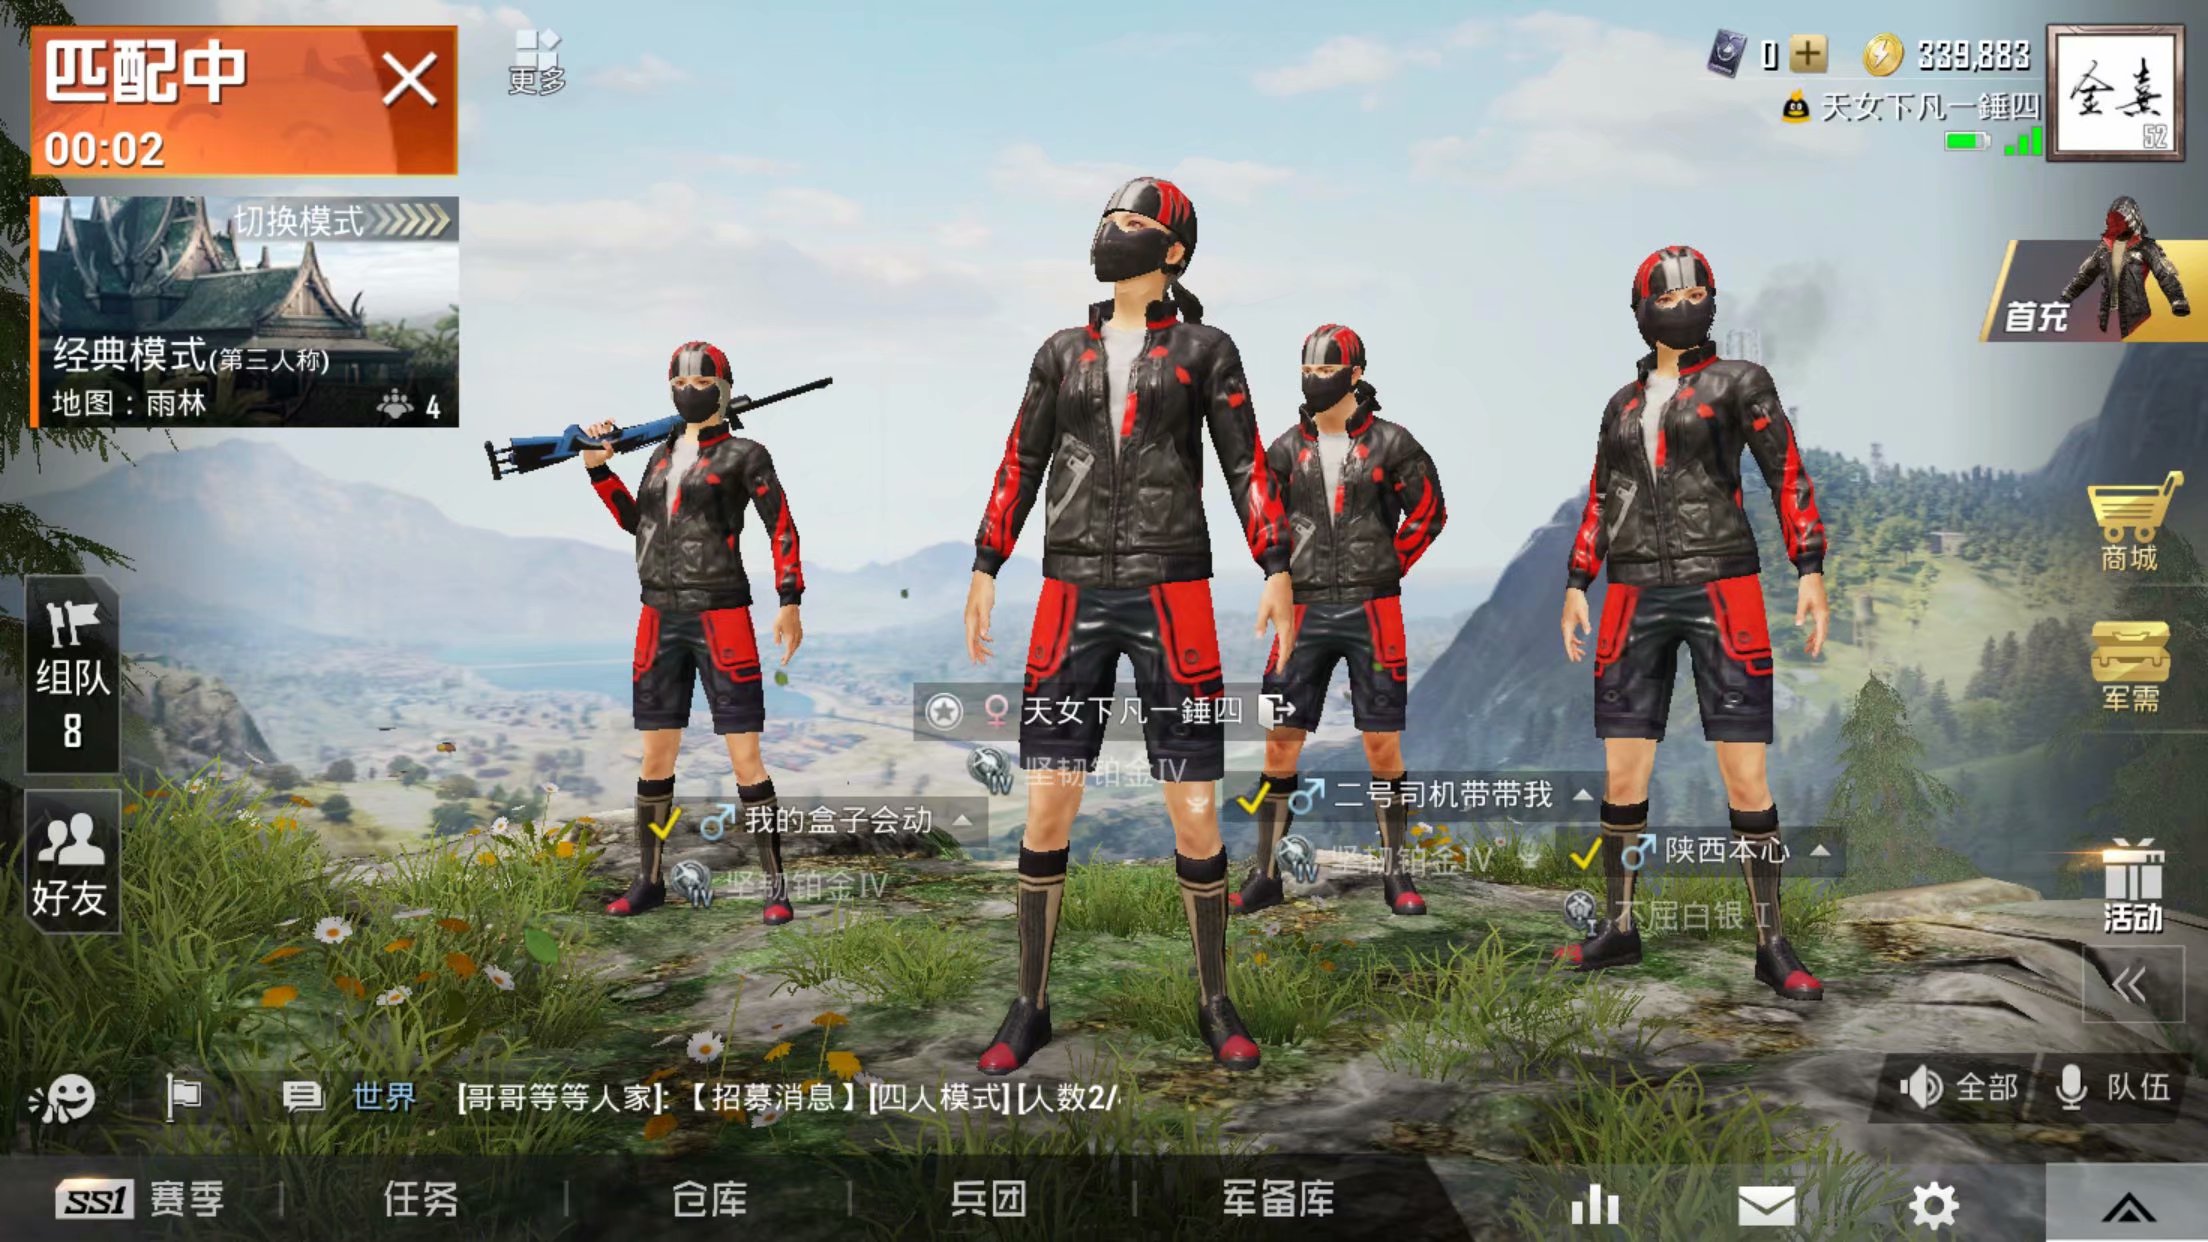 匹配中
00:02
更多
0
339,883
天女下凡一錘四
金熹
52
切换模式
经典模式(第三人称)
地图：雨林
4
首充
商城
军需
组队
8
好友
天女下凡一錘四
坚韧铂金IV
我的盒子会动
坚韧铂金IV
二号司机带带我
坚韧铂金IV
陕西本心
不屈白银 I
活动
世界
[哥哥等等人家]: 【招募消息】[四人模式][人数2/
全部
队伍
SS1 赛季
任务
仓库
兵团
军备库